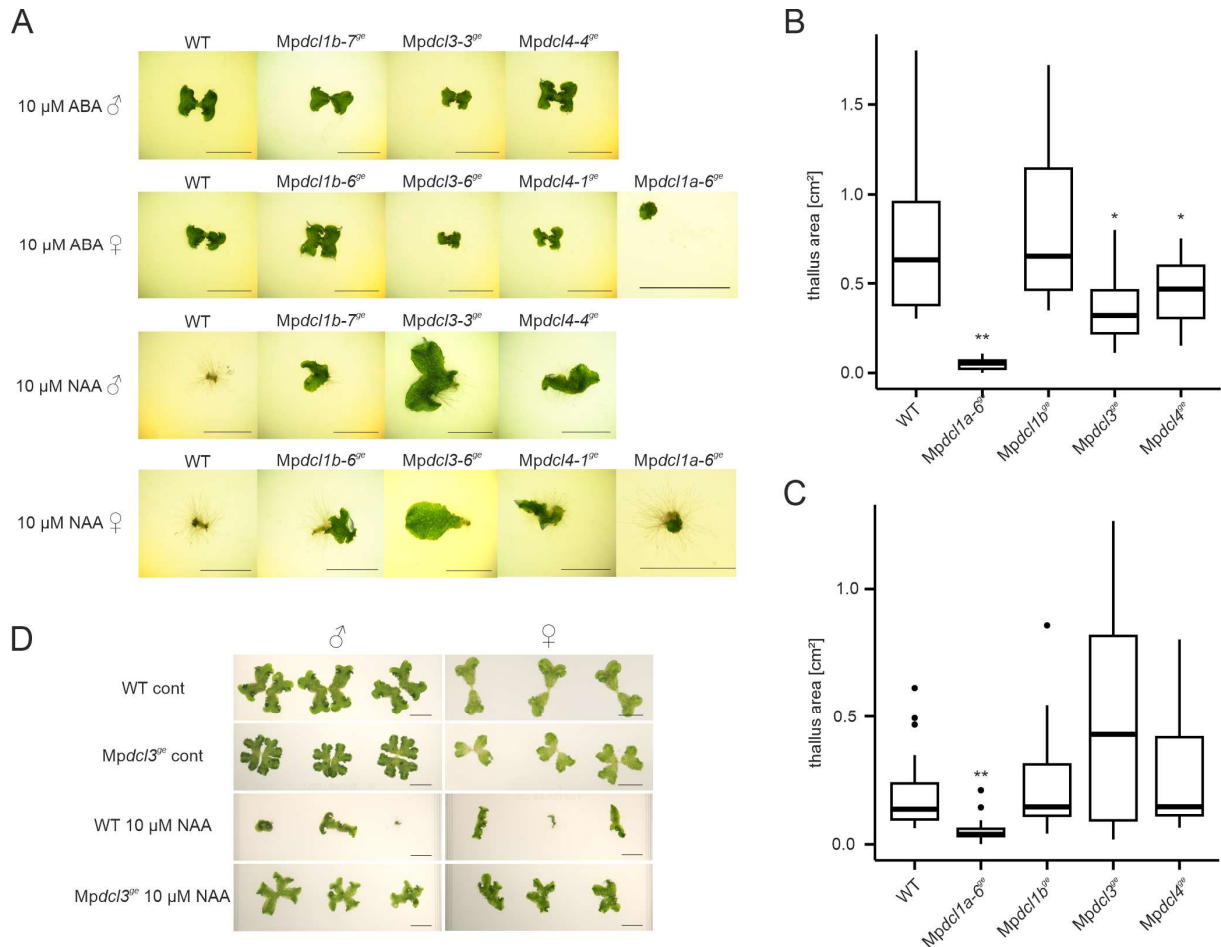 A
WT Mpdcl1b-7ge Mpdcl3-3ge Mpdcl4-4ge
10 µM ABA ♂
WT Mpdcl1b-6ge Mpdcl3-6ge Mpdcl4-1ge Mpdcl1a-6ge
10 µM ABA ♀
WT Mpdcl1b-7ge Mpdcl3-3ge Mpdcl4-4ge
10 µM NAA ♂
WT Mpdcl1b-6ge Mpdcl3-6ge Mpdcl4-1ge Mpdcl1a-6ge
10 µM NAA ♀
B
thallus area [cm²]
1.5
1.0
0.5
0.0
**
*
*
WT Mpdcl1a-6ge Mpdcl1b ge Mpdcl3ge Mpdcl4ge
C
thallus area [cm²]
1.0
0.5
0.0
**
WT Mpdcl1a-6ge Mpdcl1b ge Mpdcl3ge Mpdcl4ge
D
♂ ♀
WT cont
Mpdcl3ge cont
WT 10 µM NAA
Mpdcl3ge 10 µM NAA